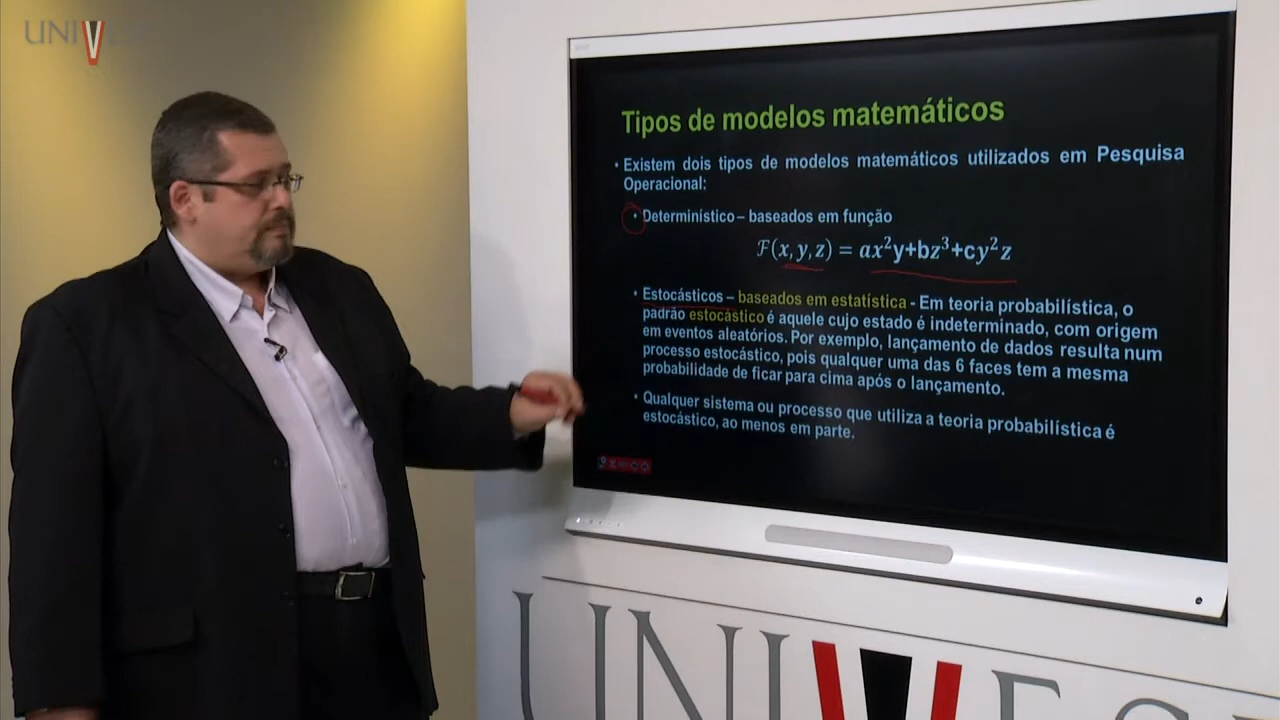 UNIVES
Tipos de modelos matemáticos
• Existem dois tipos de modelos matemáticos utilizados em Pesquisa
Operacional:
• Determinístico – baseados em função
ℱ(x, y, z) = ax²y+bz³+cy²z
• Estocásticos – baseados em estatística - Em teoria probabilística, o
padrão estocástico é aquele cujo estado é indeterminado, com origem
em eventos aleatórios. Por exemplo, lançamento de dados resulta num
processo estocástico, pois qualquer uma das 6 faces tem a mesma
probabilidade de ficar para cima após o lançamento.
• Qualquer sistema ou processo que utiliza a teoria probabilística é
estocástico, ao menos em parte.
UNIVES